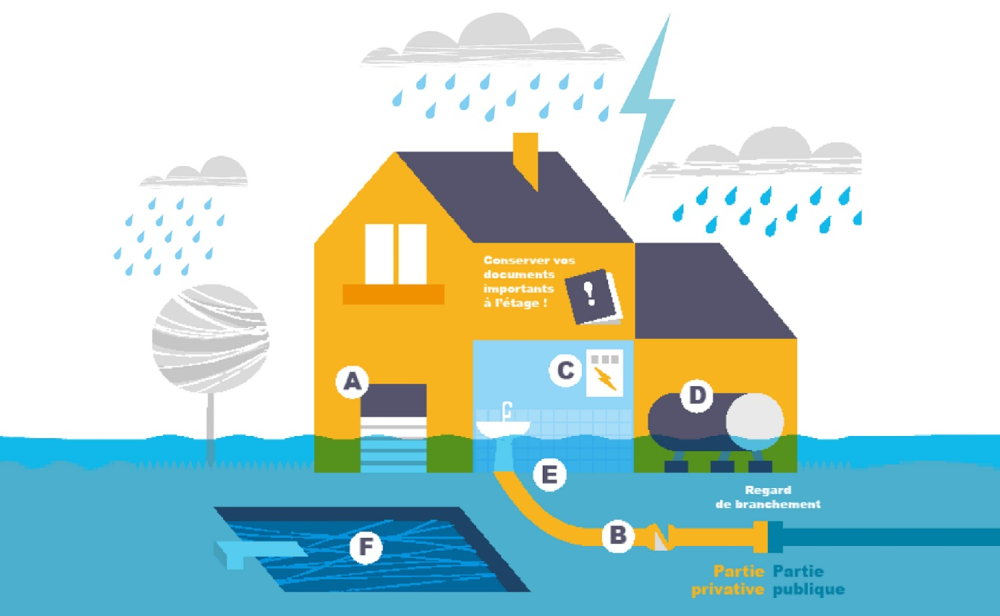 Conserver vos
documents
importants
à l'étage !
!
A
C
D
E
Regard
de branchement
B
F
Partie Partie
privative publique